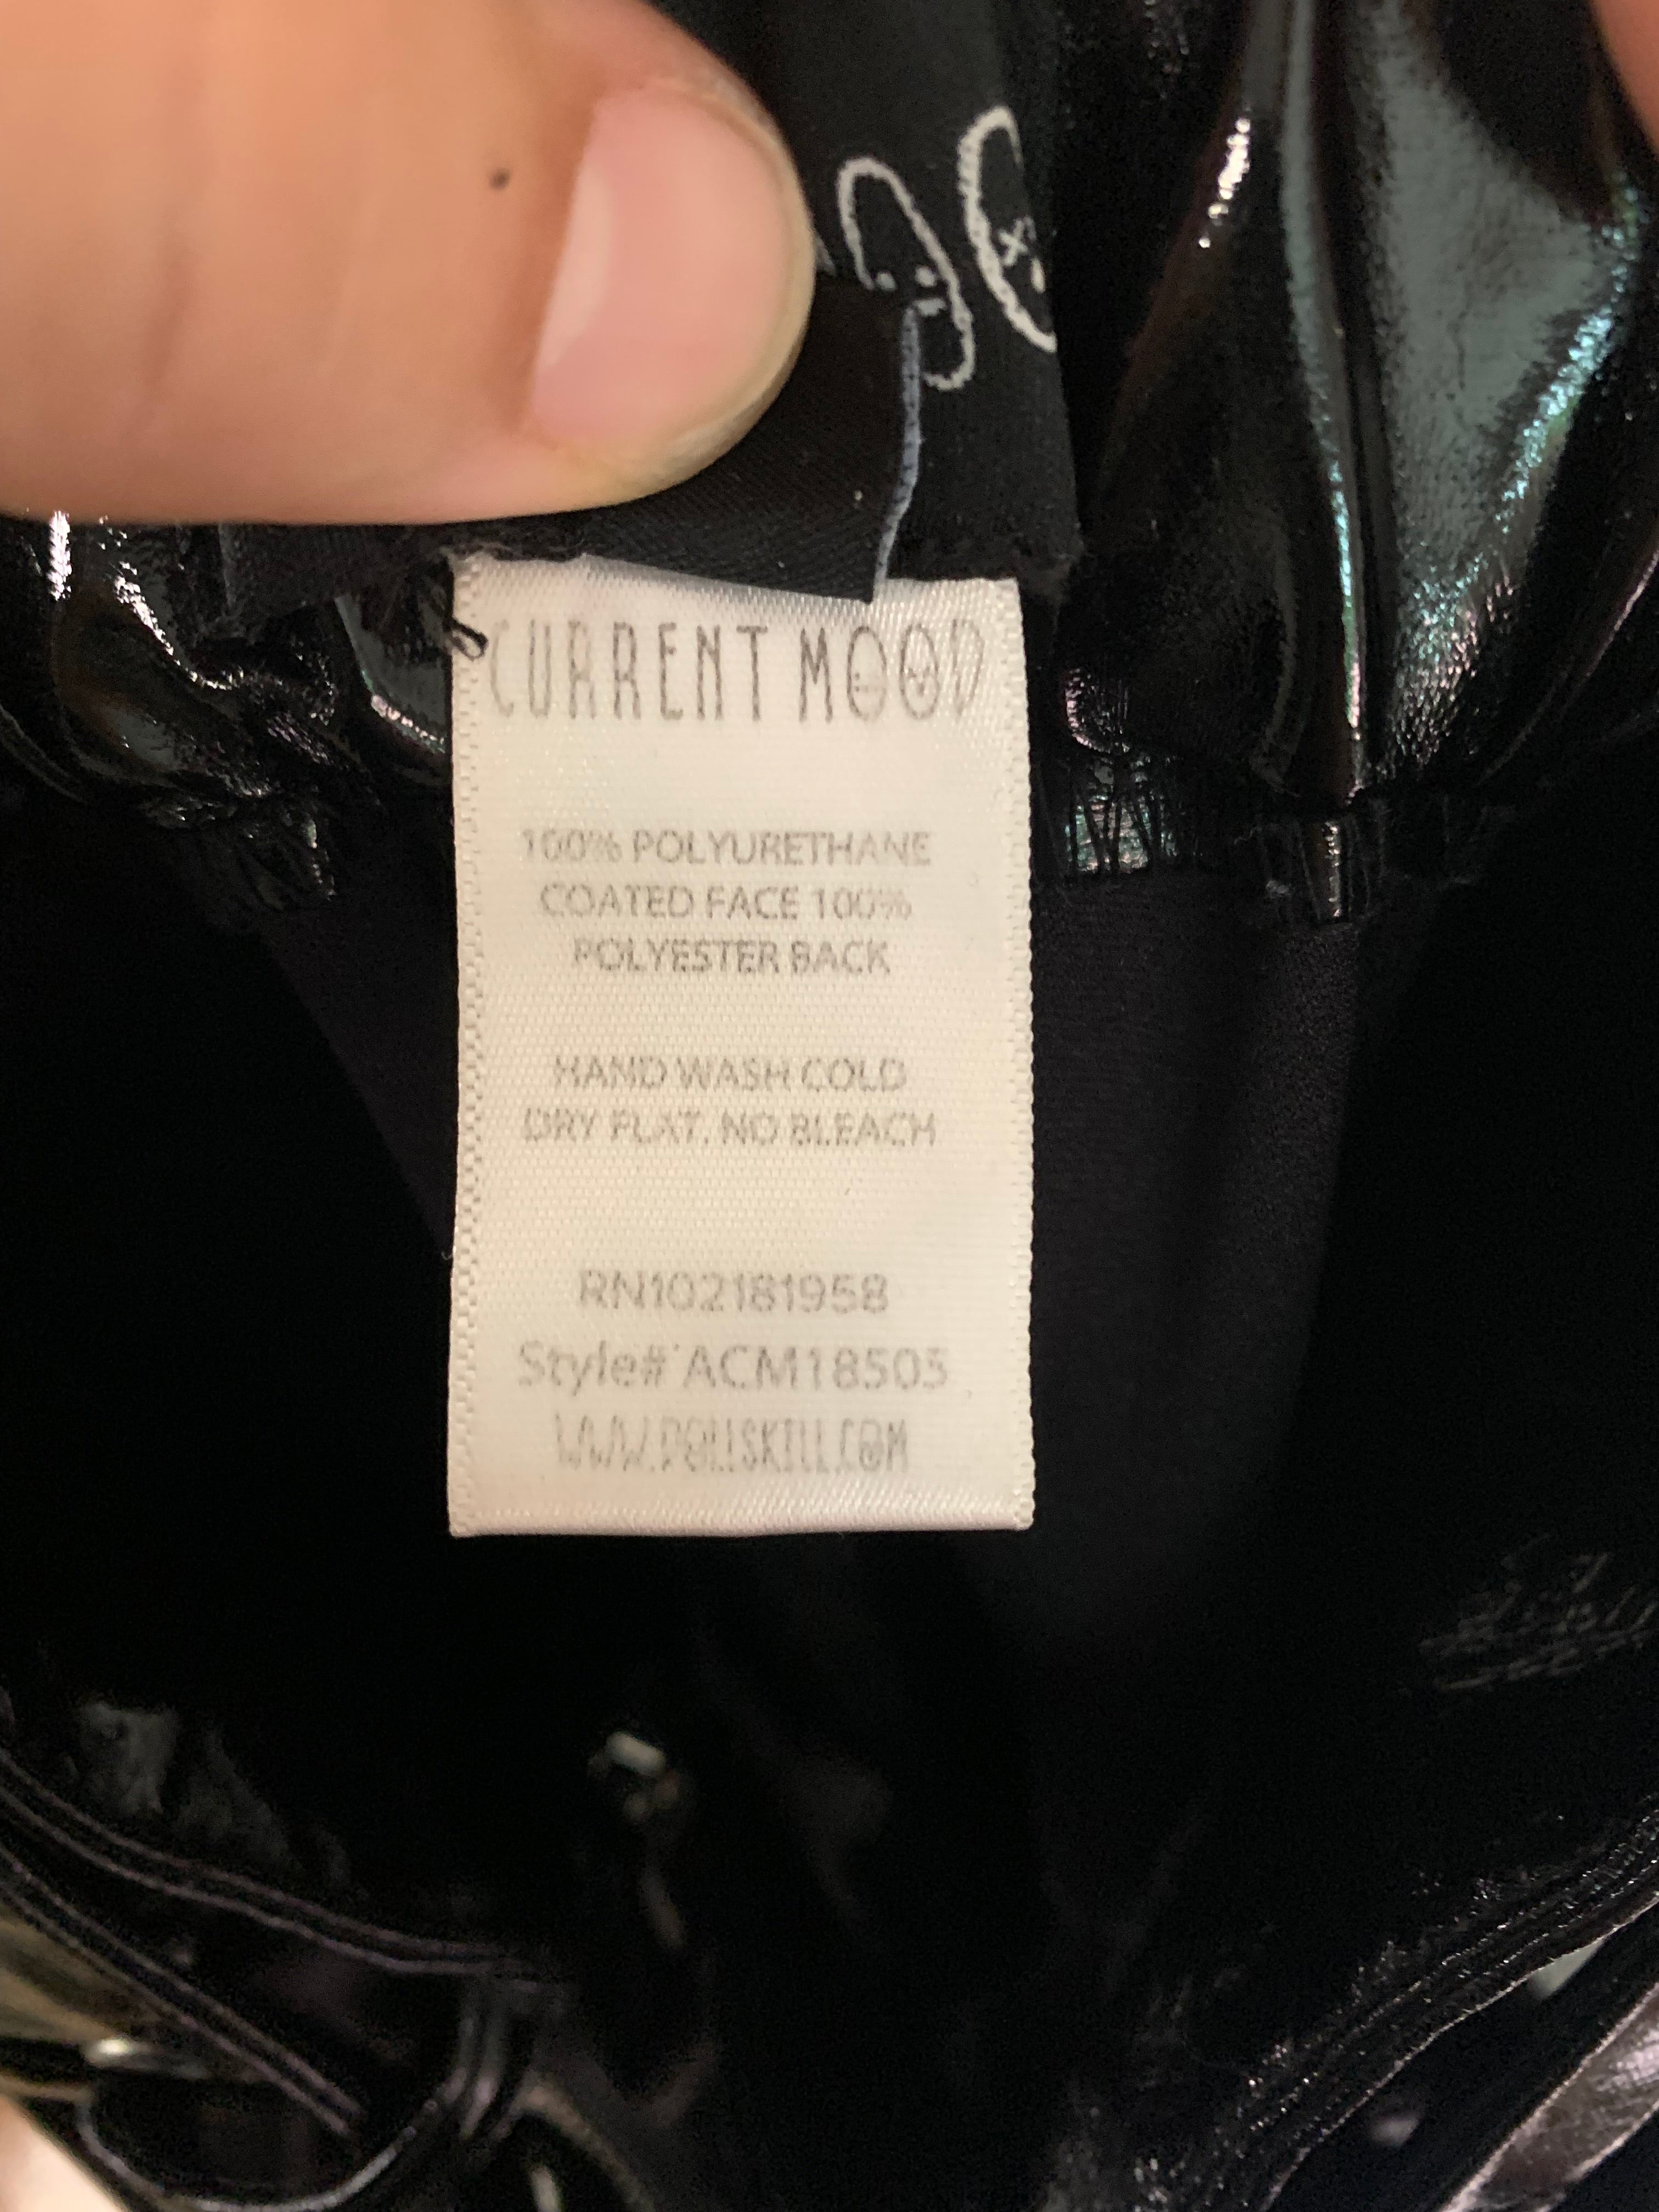 CURRENT MOOD
100% POLYURETHANE
COATED FACE 100%
POLYESTER BACK
HAND WASH COLD
DRY FLAT. NO BLEACH
RN102181958
Style# ACM18505
WWW.DOLLSKILL.COM